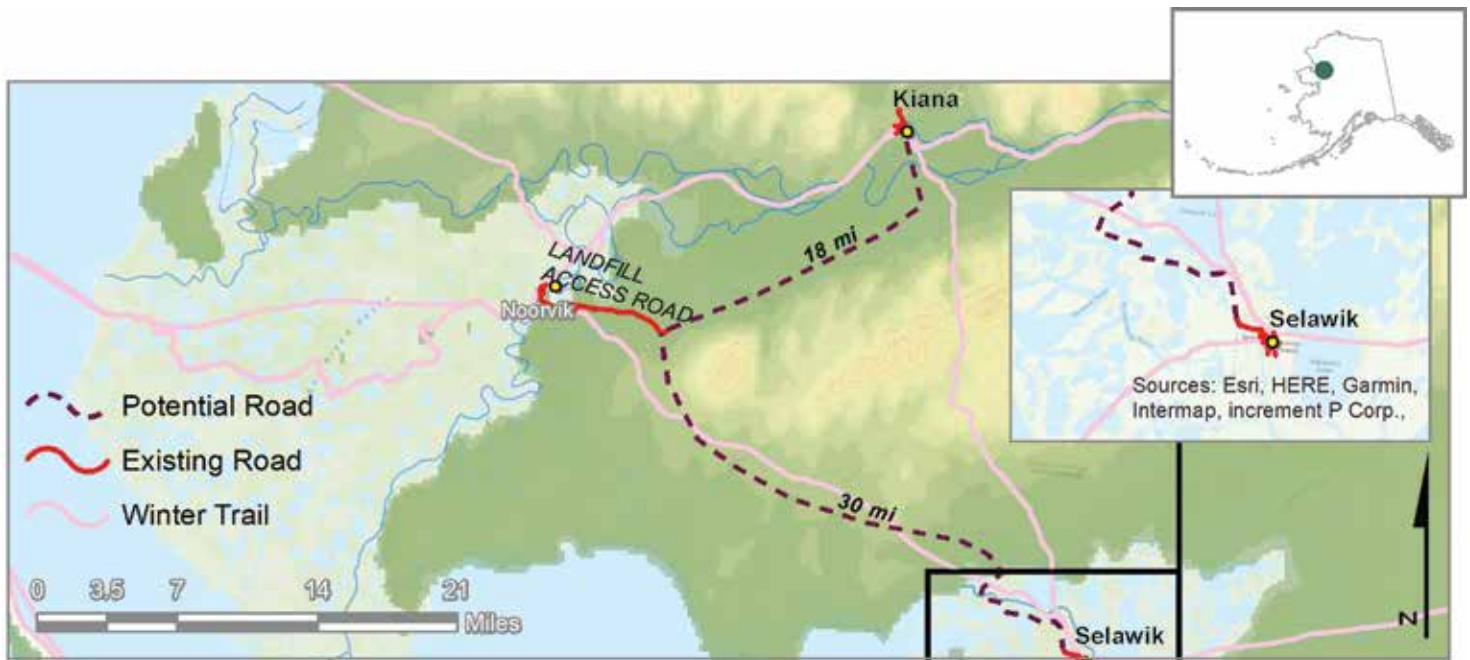 Kiana
18 mi
LANDFILL
ACCESS ROAD
Noorvik
Selawik
Sources: Esri, HERE, Garmin,
Intermap, increment P Corp.,
Potential Road
Existing Road
Winter Trail
30 mi
0 3.5 7 14 21
Miles
Selawik
N